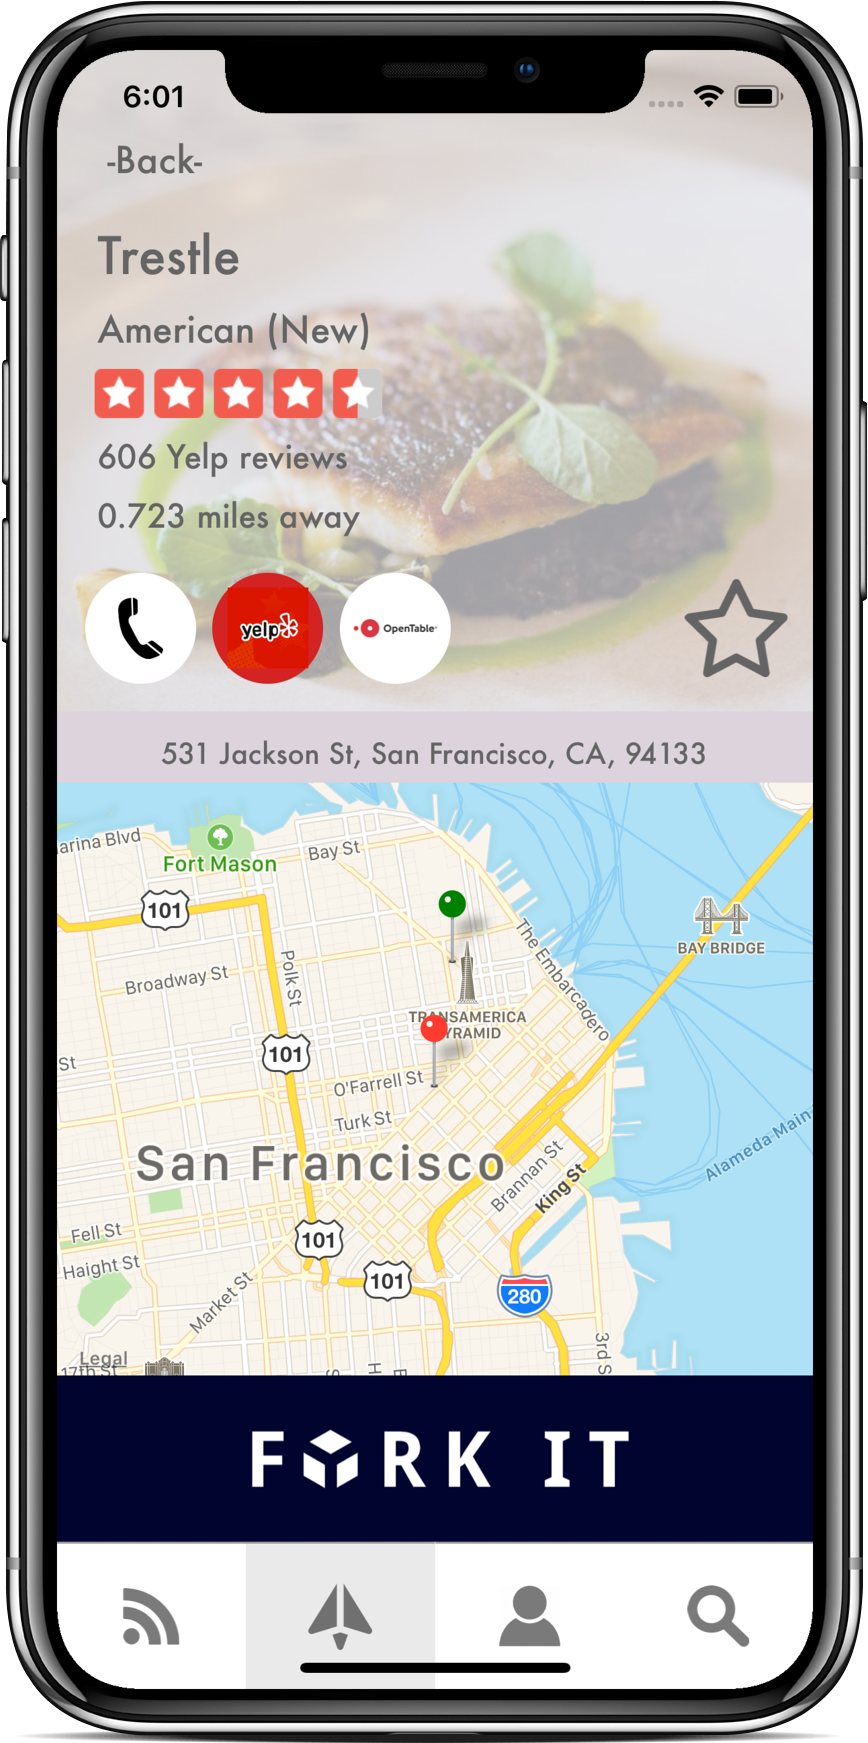 6:01
-Back-
Trestle
American (New)
606 Yelp reviews
0.723 miles away
yelp
OpenTable
531 Jackson St, San Francisco, CA, 94133
arina Blvd
Fort Mason
Bay St
101
The Embarcadero
BAY BRIDGE
Broadway St
Polk St
TRANSAMERICA
YRAMID
St
101
O'Farrell St
Turk St
San Francisco
Brannan St
King St
Alameda Main
Fell St
Haight St
101
101
280
Market St
3rd S
Legal
17th St
H
F RK IT